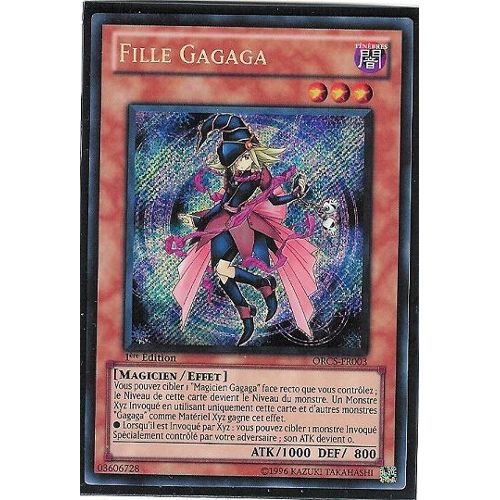 Fille Gagaga
TÉNÈBRES
闇
1ère Édition
ORCS-FR003
[Magicien / Effet]
Vous pouvez cibler 1 "Magicien Gagaga" face recto que vous contrôlez ;
le Niveau de cette carte devient le Niveau du monstre. Un Monstre
Xyz Invoqué en utilisant uniquement cette carte et d'autres monstres
"Gagaga" comme Matériel Xyz gagne cet effet.
● Lorsqu'il est Invoqué par Xyz : vous pouvez cibler 1 monstre Invoqué
Spécialement contrôlé par votre adversaire ; son ATK devient 0.
ATK/1000 DEF/ 800
03606728
©1996 KAZUKI TAKAHASHI